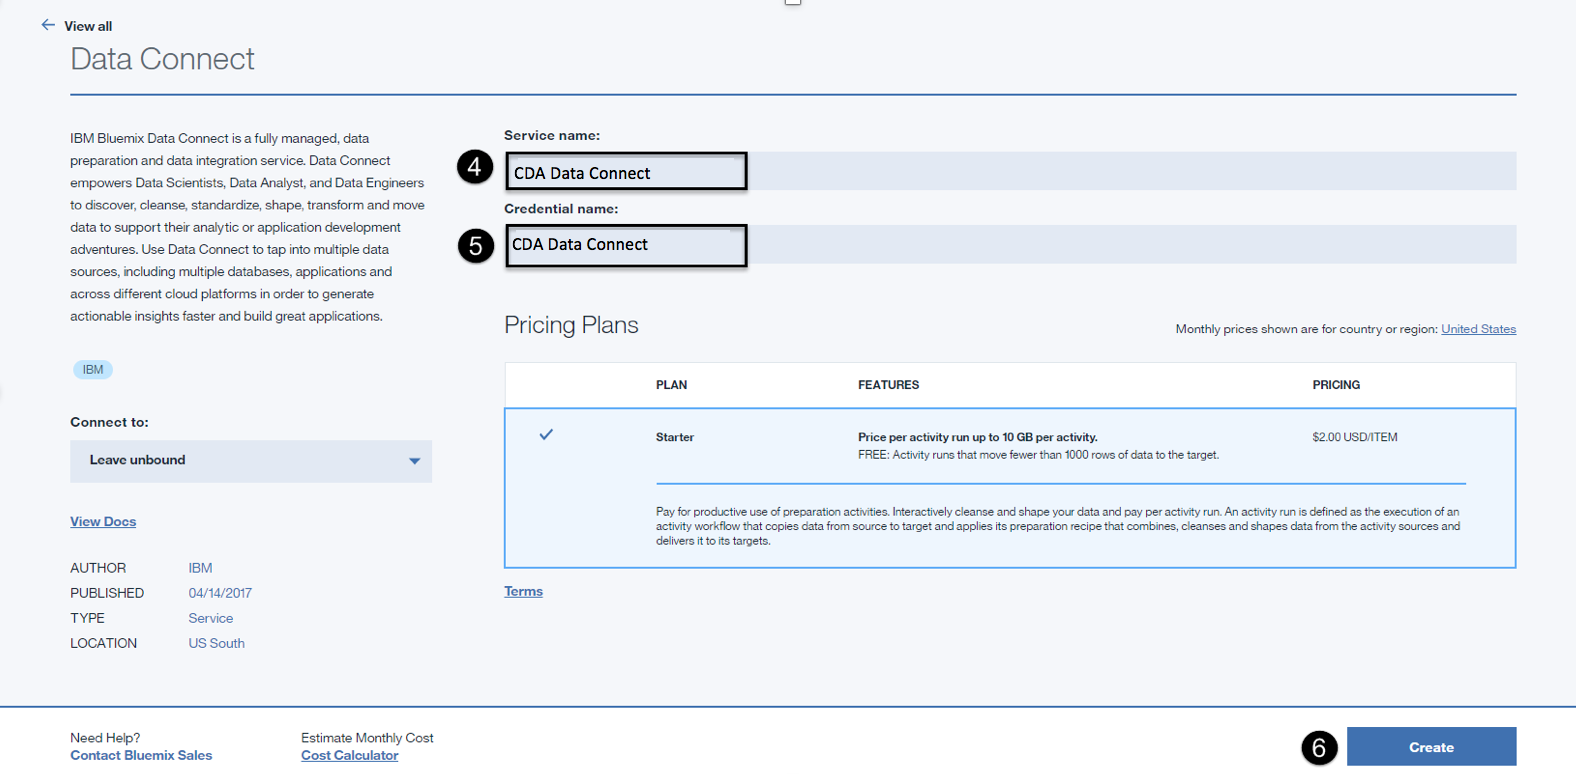 View all
Data Connect
IBM Bluemix Data Connect is a fully managed, data
preparation and data integration service. Data Connect
empowers Data Scientists, Data Analyst, and Data Engineers
to discover, cleanse, standardize, shape, transform and move
data to support their analytic or application development
adventures. Use Data Connect to tap into multiple data
sources, including multiple databases, applications and
across different cloud platforms in order to generate
actionable insights faster and build great applications.
IBM
Connect to:
Leave unbound
View Docs
AUTHOR IBM
PUBLISHED 04/14/2017
TYPE Service
LOCATION US South
Service name:
4 CDA Data Connect
Credential name:
5 CDA Data Connect
Pricing Plans
Monthly prices shown are for country or region: United States
PLAN FEATURES PRICING
Starter Price per activity run up to 10 GB per activity. $2.00 USD/ITEM
FREE: Activity runs that move fewer than 1000 rows of data to the target.
Pay for productive use of preparation activities. Interactively cleanse and shape your data and pay per activity run. An activity run is defined as the execution of an
activity workflow that copies data from source to target and applies its preparation recipe that combines, cleanses and shapes data from the activity sources and
delivers it to its targets.
Terms
Need Help?
Contact Bluemix Sales
Estimate Monthly Cost
Cost Calculator
6 Create